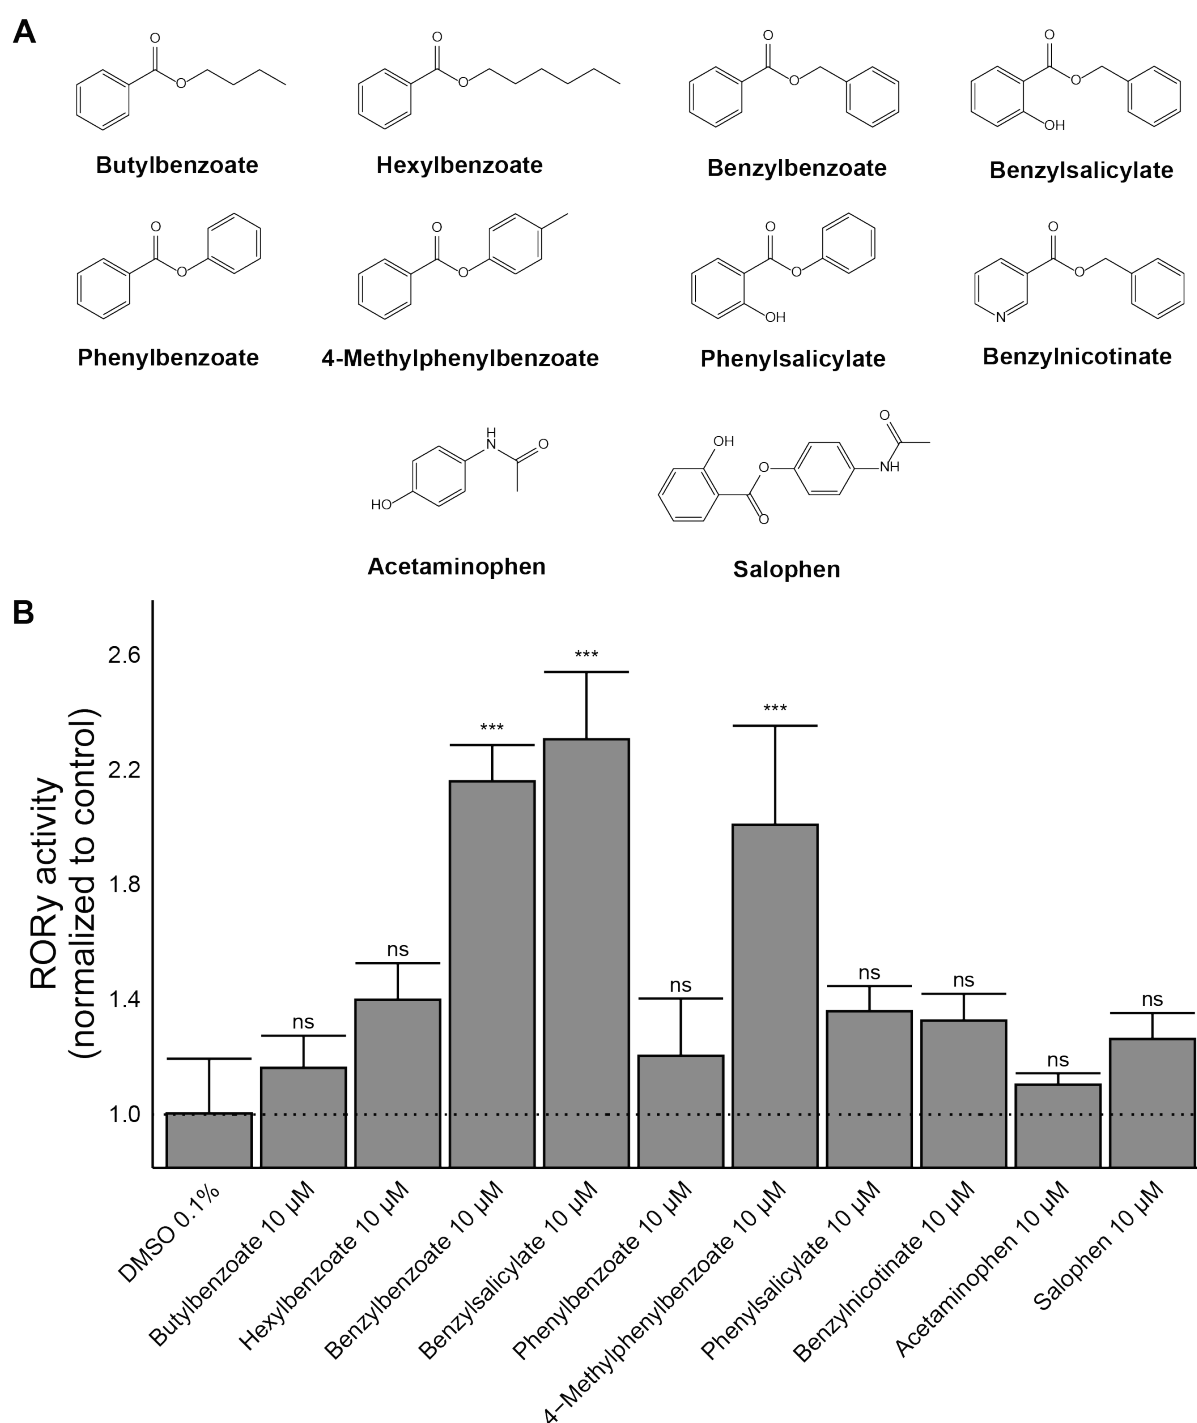 A
O
O
Butylbenzoate
O
O
Hexylbenzoate
O
O
Benzylbenzoate
O
O
OH
Benzylsalicylate
O
O
Phenylbenzoate
O
O
4-Methylphenylbenzoate
O
O
OH
Phenylsalicylate
O
O
N
Benzylnicotinate
H
N
O
HO
Acetaminophen
OH
O
O
O
NH
Salophen
B
RORγ activity
(normalized to control)
2.6
2.2
1.8
1.4
1.0
ns
ns
***
***
ns
***
ns
ns
ns
ns
DMSO 0.1%
Butylbenzoate 10 µM
Hexylbenzoate 10 µM
Benzylbenzoate 10 µM
Benzylsalicylate 10 µM
Phenylbenzoate 10 µM
4−Methylphenylbenzoate 10 µM
Phenylsalicylate 10 µM
Benzylnicotinate 10 µM
Acetaminophen 10 µM
Salophen 10 µM